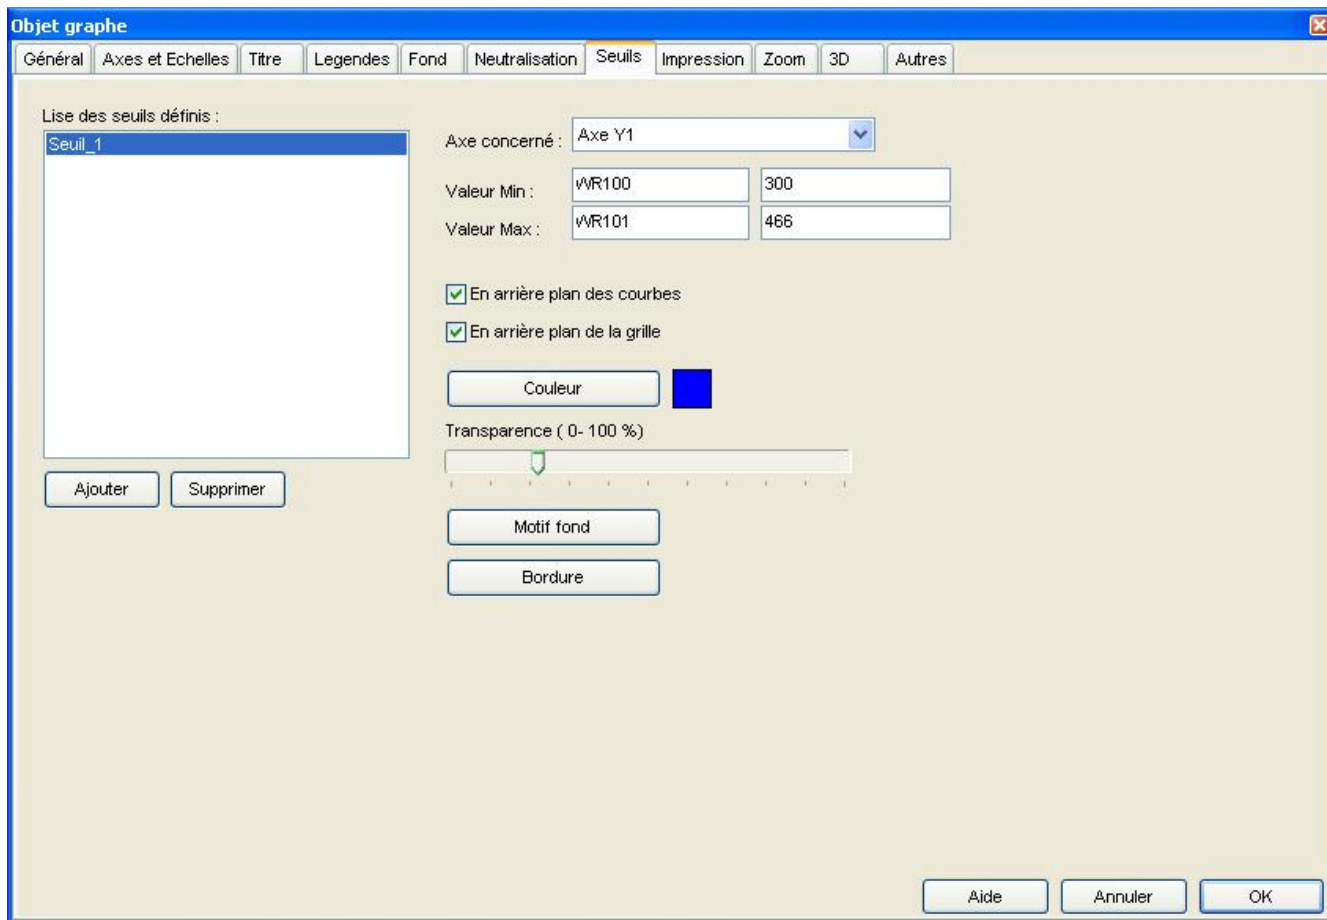 Objet graphe
Général Axes et Echelles Titre Legendes Fond Neutralisation Seuils Impression Zoom 3D Autres
Lise des seuils définis :
Seuil_1
Axe concerné : Axe Y1
Valeur Min : WR100 300
Valeur Max : WR101 466
En arrière plan des courbes
En arrière plan de la grille
Couleur
Transparence ( 0- 100 %)
Ajouter Supprimer
Motif fond
Bordure
Aide Annuler OK